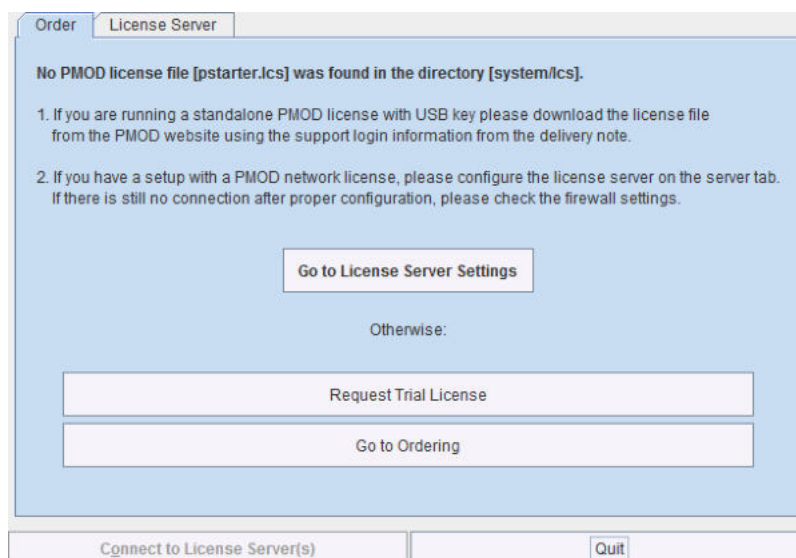 Order
License Server
No PMOD license file [pstarter.lcs] was found in the directory [system/lcs].
1. If you are running a standalone PMOD license with USB key please download the license file
from the PMOD website using the support login information from the delivery note.
2. If you have a setup with a PMOD network license, please configure the license server on the server tab.
If there is still no connection after proper configuration, please check the firewall settings.
Go to License Server Settings
Otherwise:
Request Trial License
Go to Ordering
Connect to License Server(s)
Quit